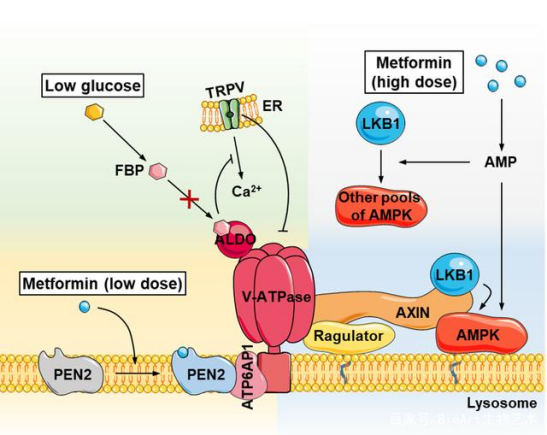 Low glucose
FBP
TRPV
ER
Ca²⁺
ALDO
Metformin
(high dose)
LKB1
AMP
Other pools
of AMPK
Metformin (low dose)
V-ATPase
LKB1
AXIN
Ragulator
AMPK
PEN2
PEN2
ATP6AP1
Lysosome